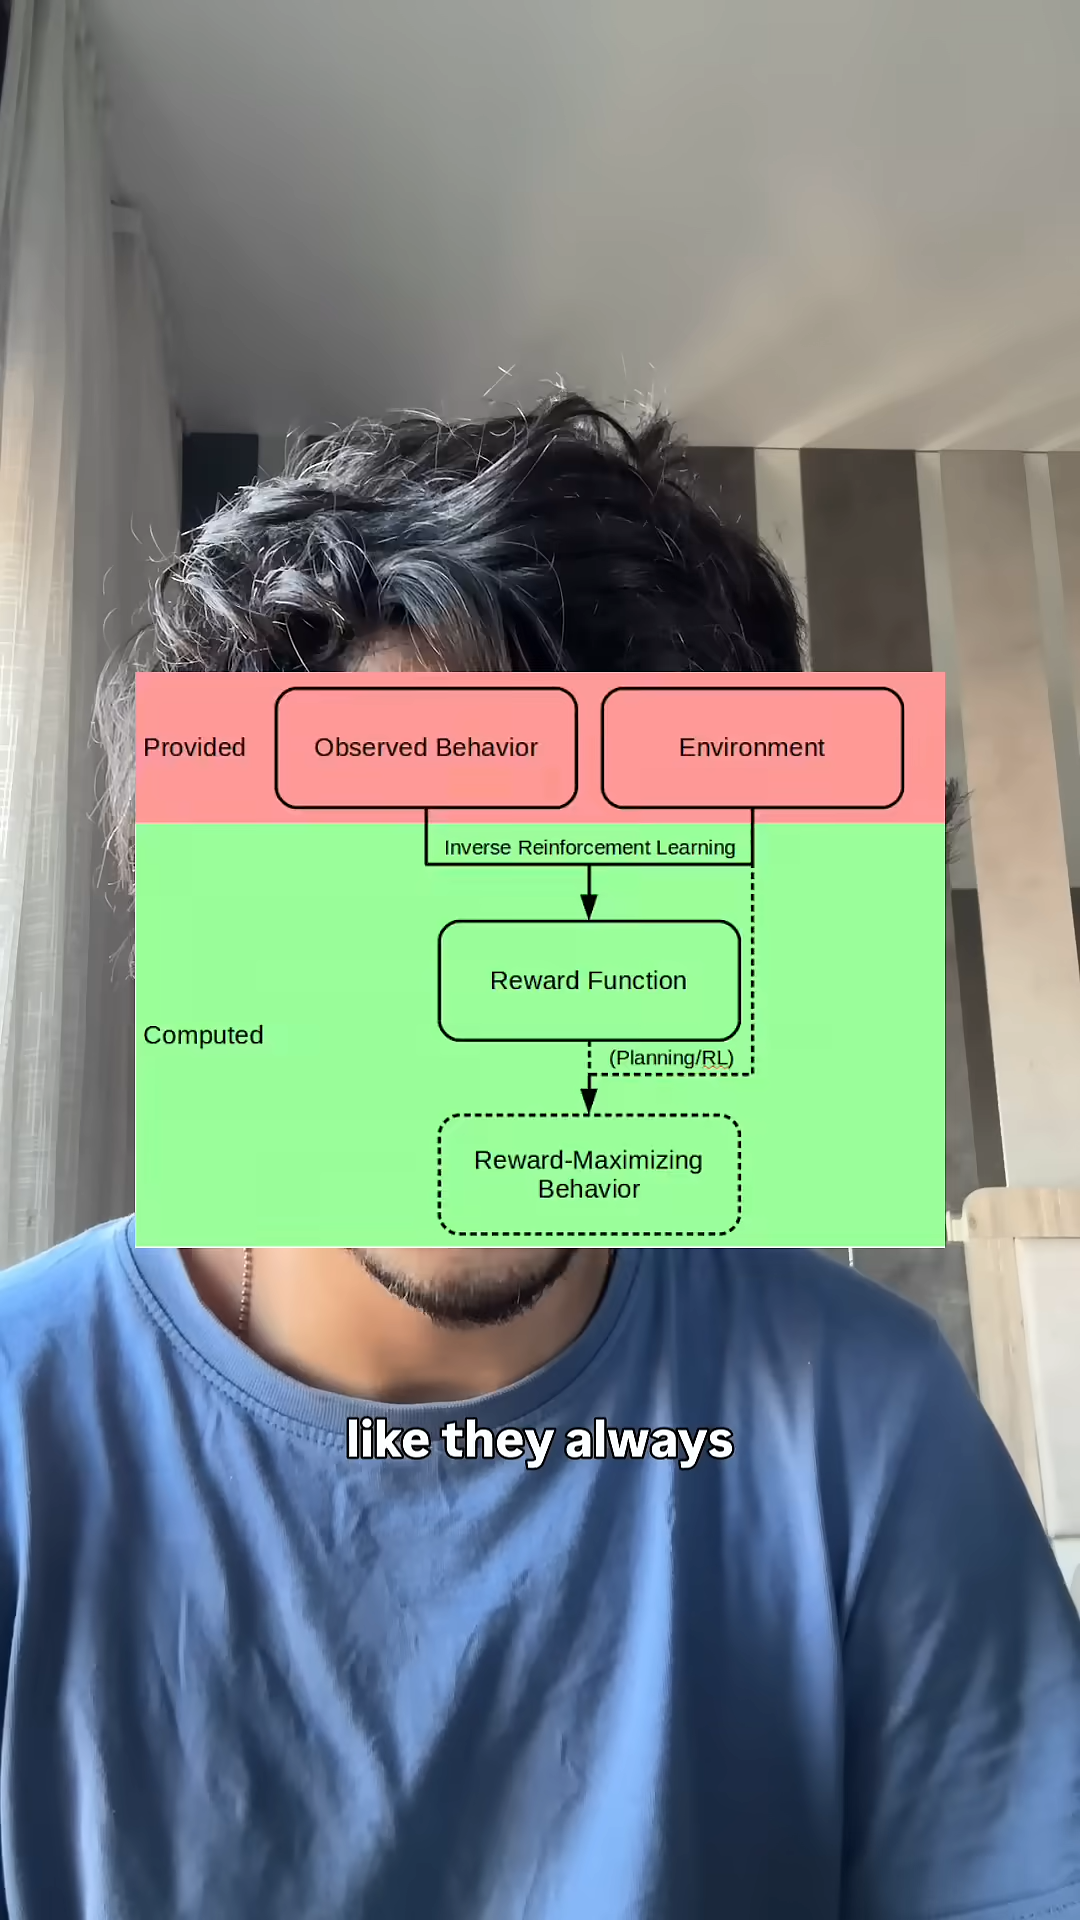 Provided
Observed Behavior
Environment
Inverse Reinforcement Learning
Reward Function
Computed
(Planning/RL)
Reward-Maximizing
Behavior
like they always